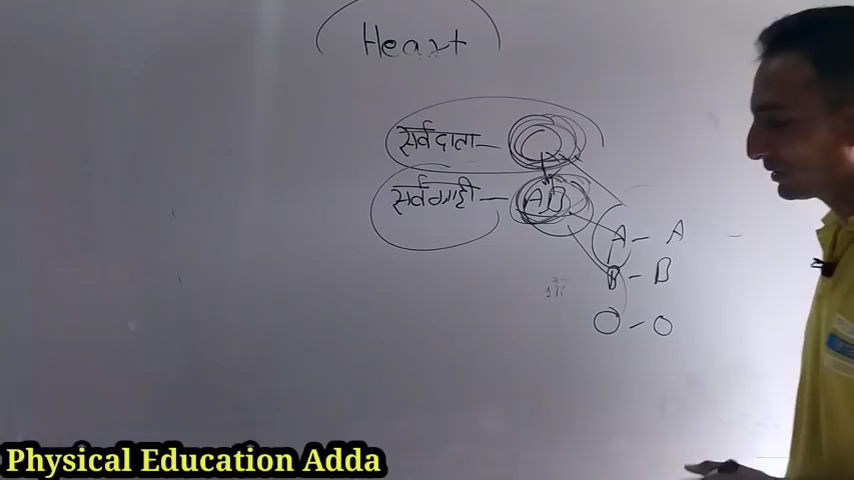 Heart
सर्वदाता - O
सर्वग्राही - AB
A - A
B - B
O - O
Physical Education Adda